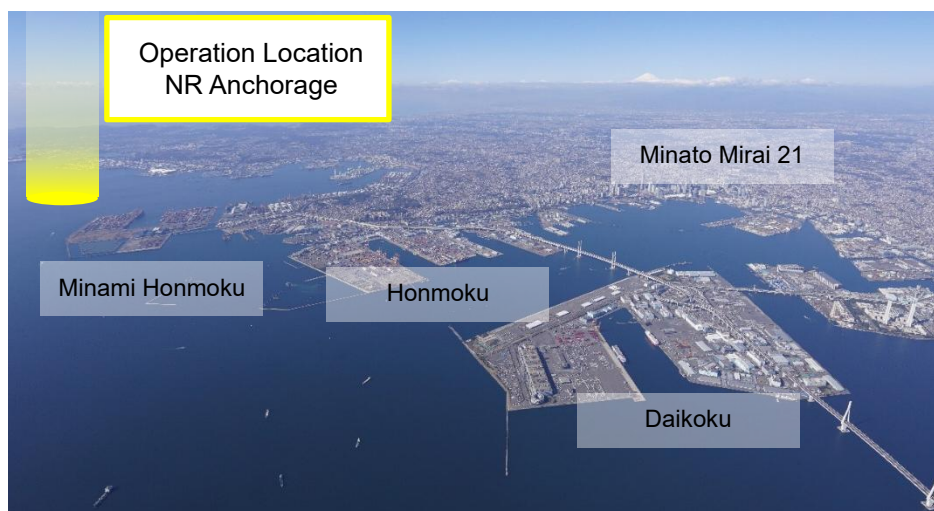 Operation Location
NR Anchorage
Minato Mirai 21
Minami Honmoku
Honmoku
Daikoku